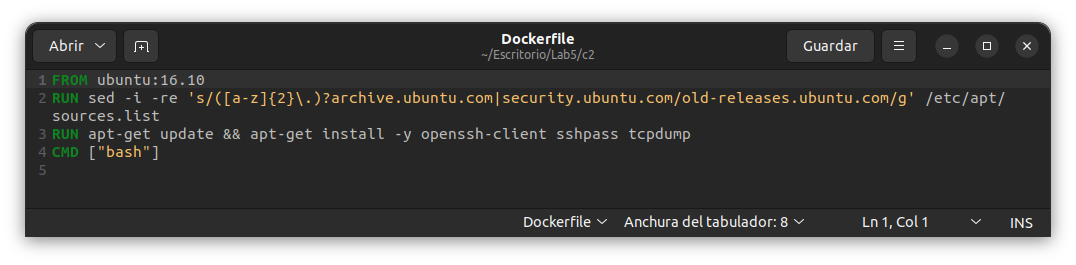 Abrir
Dockerfile
~/Escritorio/Lab5/c2
Guardar
1 FROM ubuntu:16.10
2 RUN sed -i -re 's/([a-z]{2}\.)?archive.ubuntu.com|security.ubuntu.com/old-releases.ubuntu.com/g' /etc/apt/
sources.list
3 RUN apt-get update && apt-get install -y openssh-client sshpass tcpdump
4 CMD ["bash"]
5
Dockerfile Anchura del tabulador: 8 Ln 1, Col 1 INS